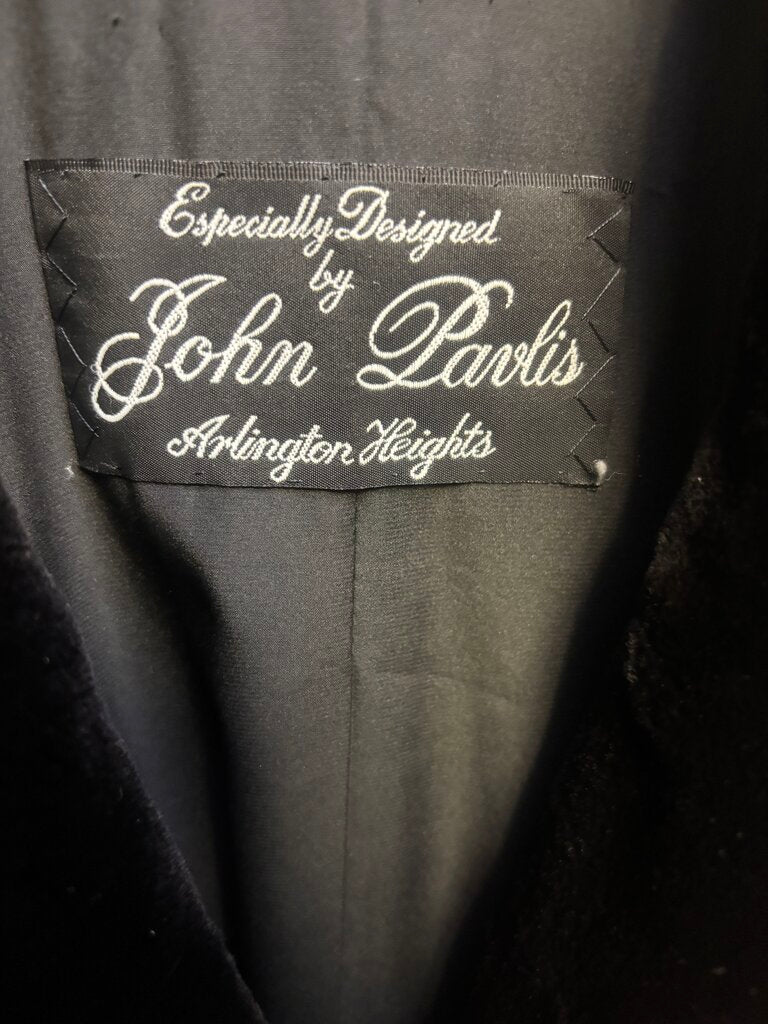 Especially Designed
by
John Pavlis
Arlington Heights